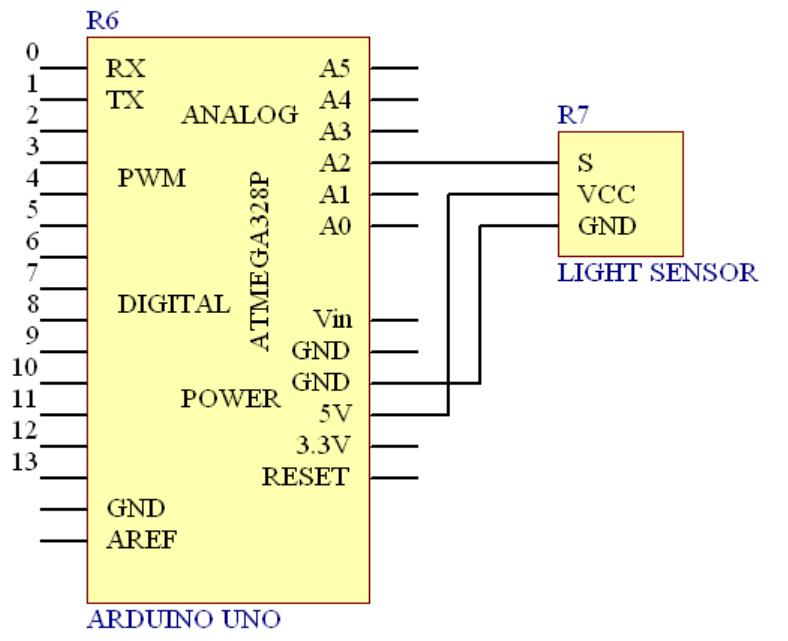 R6
0
1
2
3
4
5
6
7
8
9
10
11
12
13
RX
TX
PWM
DIGITAL
GND
AREF
ANALOG
ATMEGA328P
POWER
A5
A4
A3
A2
A1
A0
Vin
GND
GND
5V
3.3V
RESET
ARDUINO UNO
R7
S
VCC
GND
LIGHT SENSOR